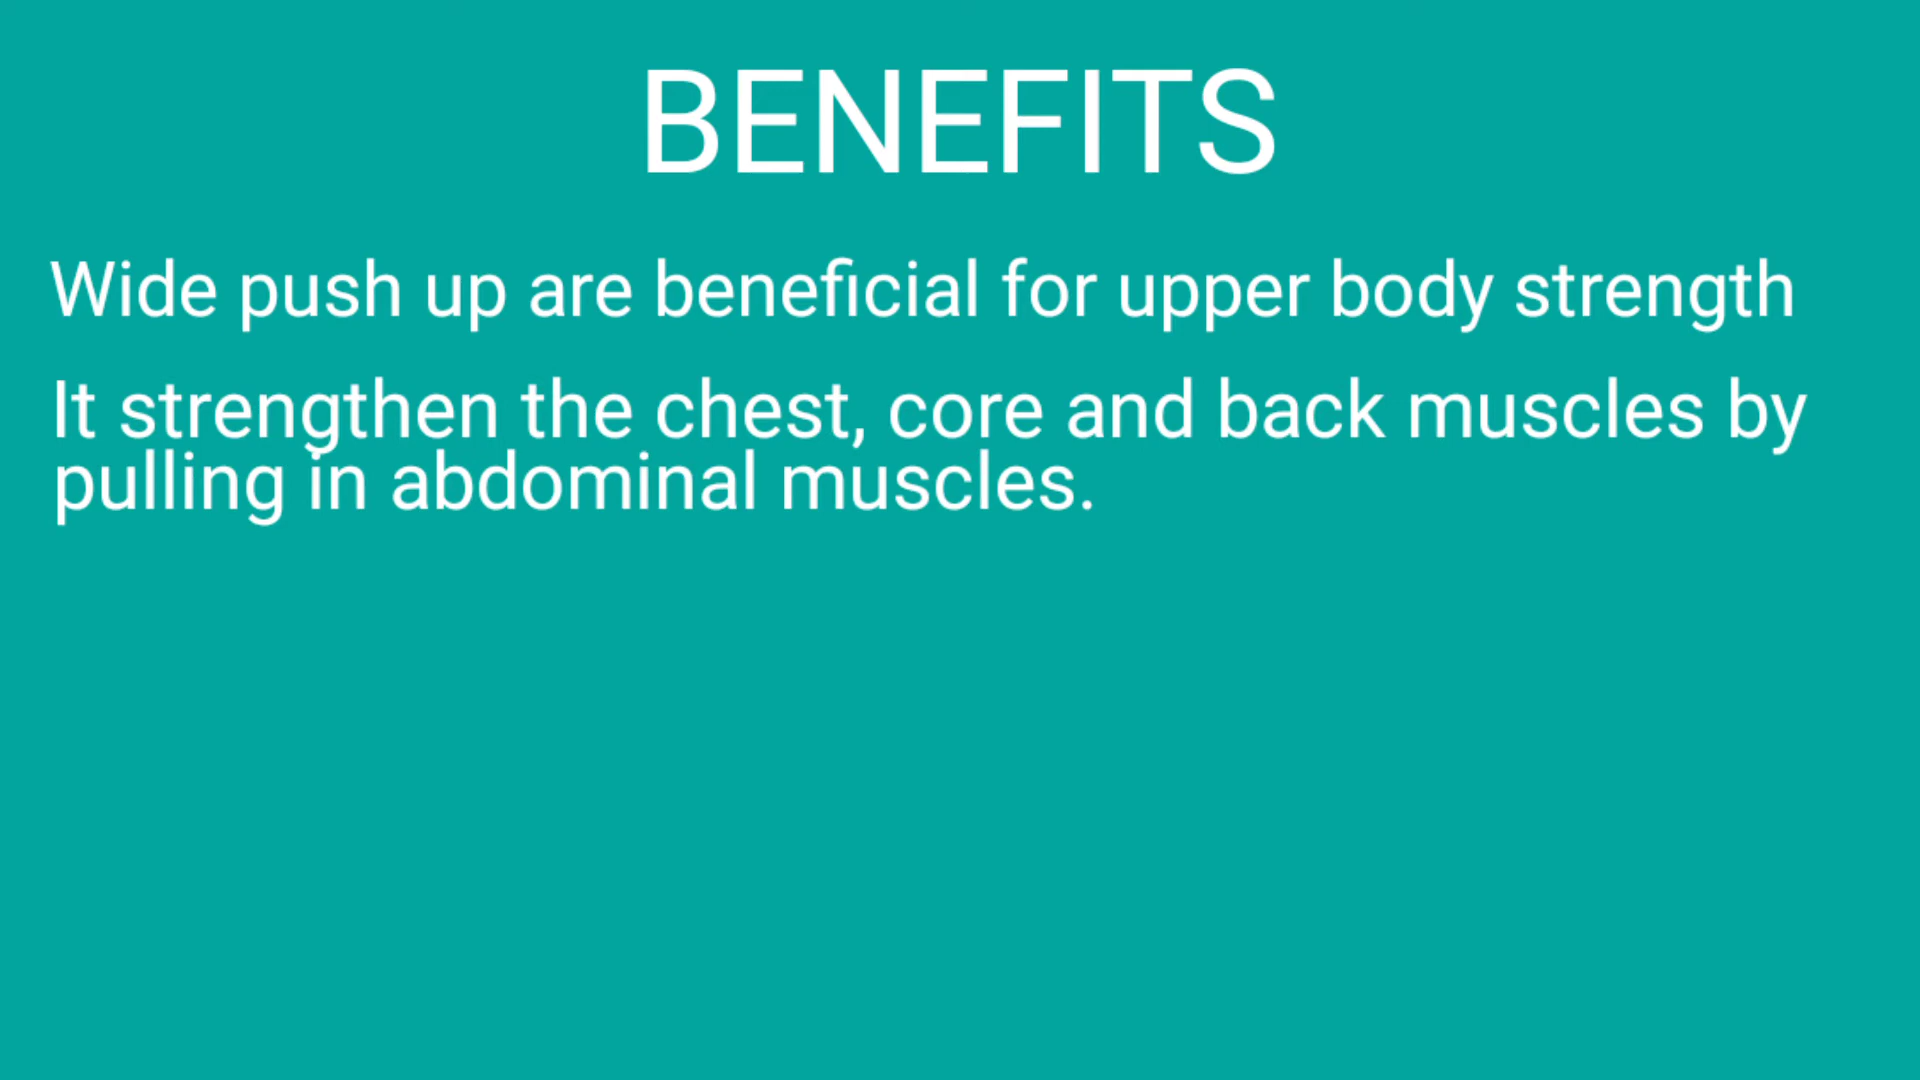 BENEFITS
Wide push up are beneficial for upper body strength
It strengthen the chest, core and back muscles by
pulling in abdominal muscles.